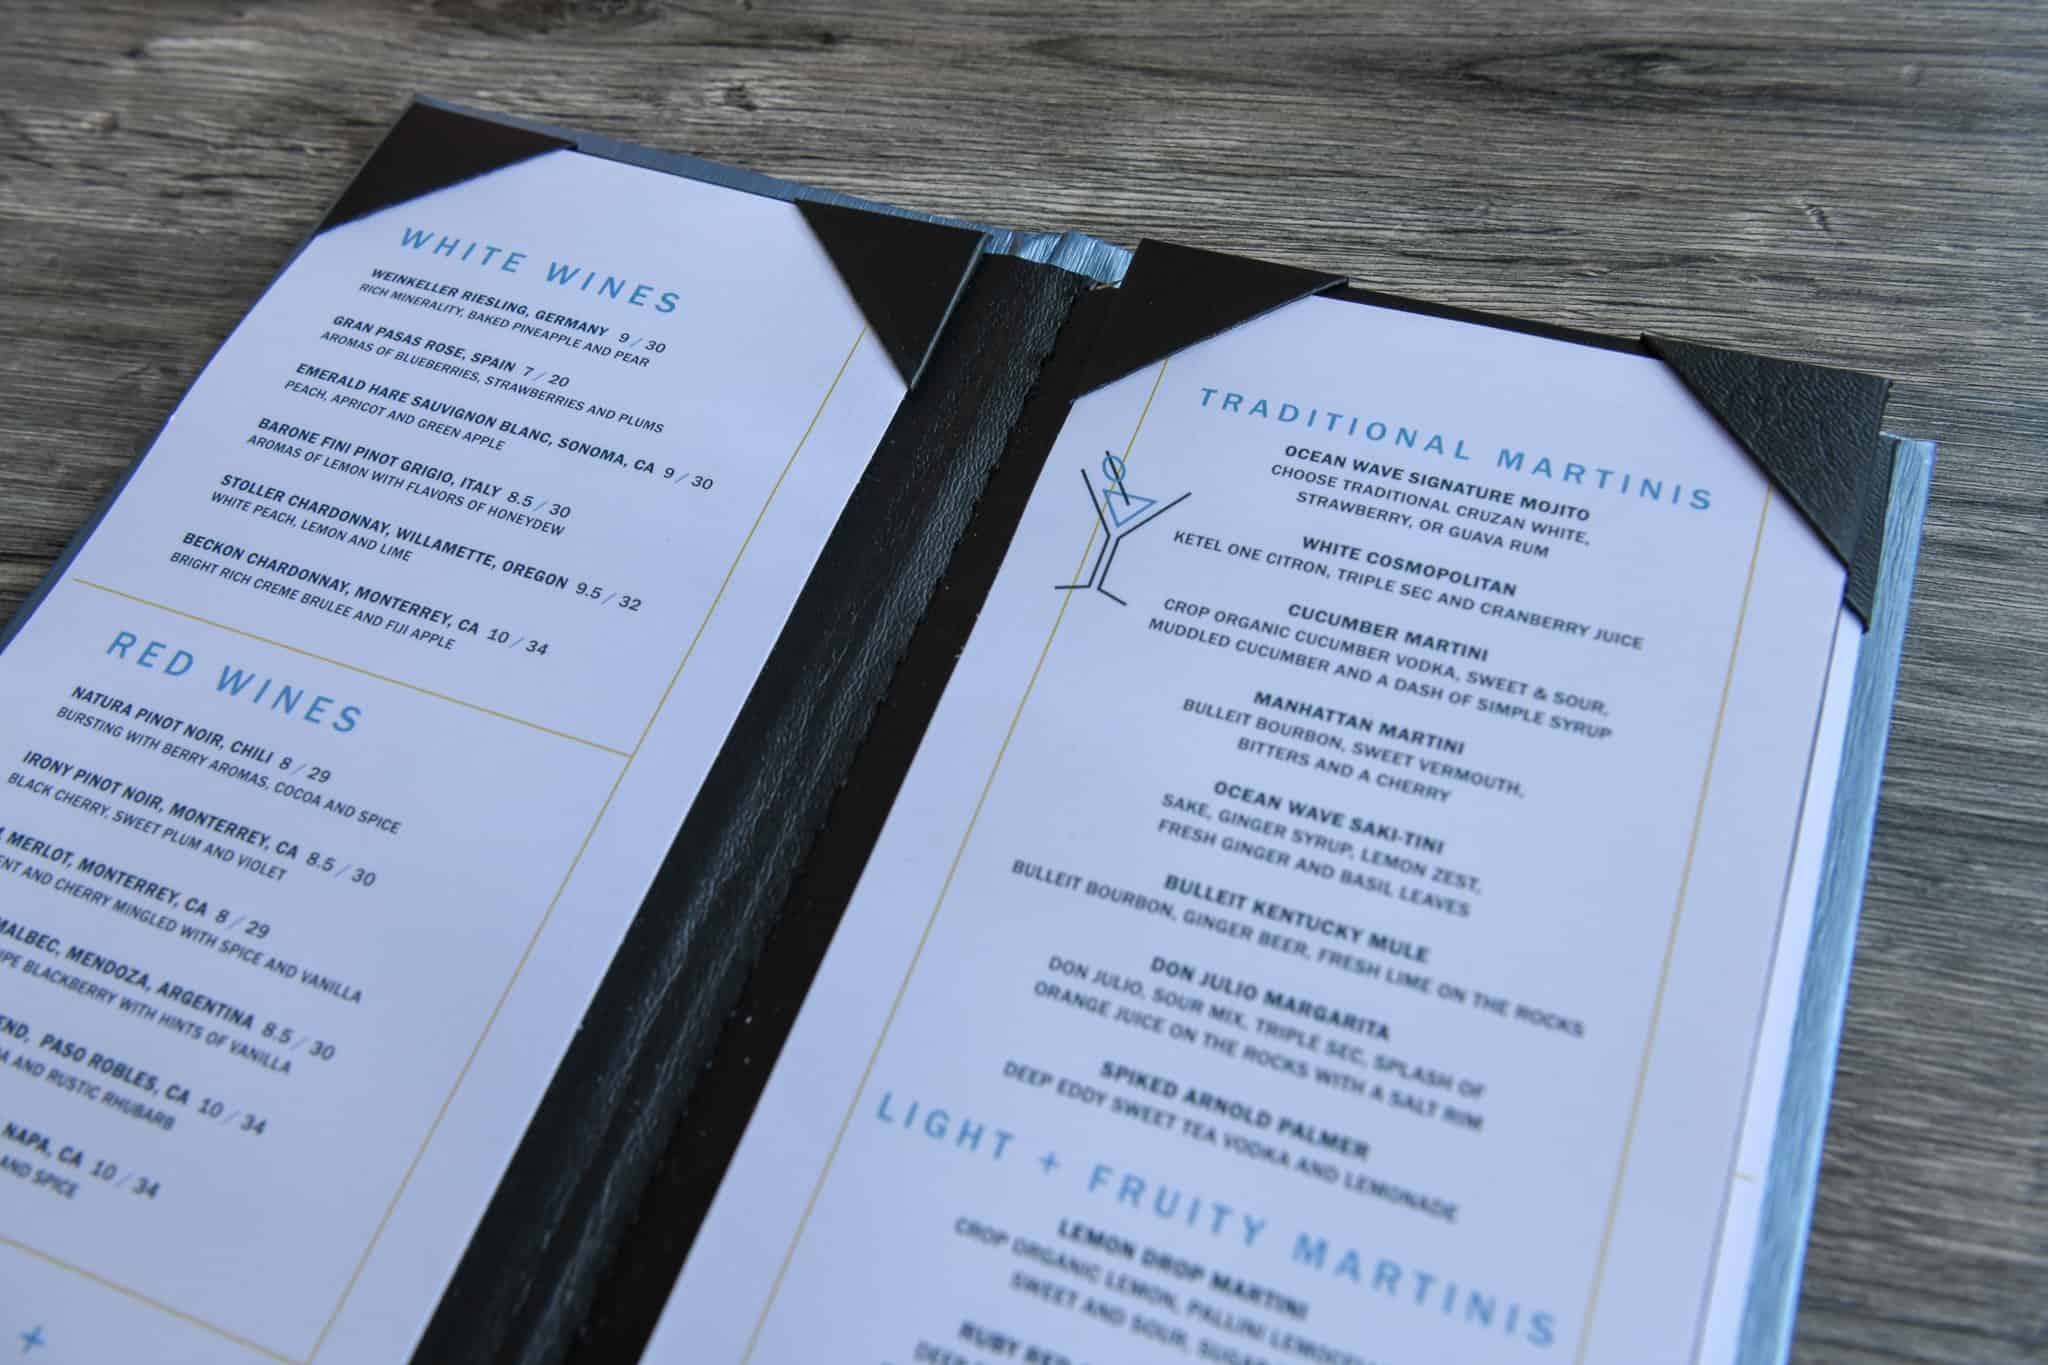 WHITE WINES
WEINKELLER RIESLING, GERMANY 9 / 30
RICH MINERALITY, BAKED PINEAPPLE AND PEAR
GRAN PASAS ROSE, SPAIN 7 / 20
AROMAS OF BLUEBERRIES, STRAWBERRIES AND PLUMS
EMERALD HARE SAUVIGNON BLANC, SONOMA, CA 9 / 30
PEACH, APRICOT AND GREEN APPLE
BARONE FINI PINOT GRIGIO, ITALY 8.5 / 30
AROMAS OF LEMON WITH FLAVORS OF HONEYDEW
STOLLER CHARDONNAY, WILLAMETTE, OREGON 9.5 / 32
WHITE PEACH, LEMON AND LIME
BECKON CHARDONNAY, MONTERREY, CA 10 / 34
BRIGHT RICH CREME BRULEE AND FIJI APPLE
RED WINES
NATURA PINOT NOIR, CHILI 8 / 29
BURSTING WITH BERRY AROMAS, COCOA AND SPICE
IRONY PINOT NOIR, MONTERREY, CA 8.5 / 30
BLACK CHERRY, SWEET PLUM AND VIOLET
MERLOT, MONTERREY, CA 8 / 29
AND CHERRY MINGLED WITH SPICE AND VANILLA
MALBEC, MENDOZA, ARGENTINA 8.5 / 30
BLACKBERRY WITH HINTS OF VANILLA
PASO ROBLES, CA 10 / 34
AND RUSTIC RHUBARB
NAPA, CA 10 / 34
AND SPICE
+
TRADITIONAL MARTINIS
OCEAN WAVE SIGNATURE MOJITO
CHOOSE TRADITIONAL CRUZAN WHITE,
STRAWBERRY, OR GUAVA RUM
WHITE COSMOPOLITAN
KETEL ONE CITRON, TRIPLE SEC AND CRANBERRY JUICE
CUCUMBER MARTINI
CROP ORGANIC CUCUMBER VODKA, SWEET & SOUR,
MUDDLED CUCUMBER AND A DASH OF SIMPLE SYRUP
MANHATTAN MARTINI
BULLEIT BOURBON, SWEET VERMOUTH,
BITTERS AND A CHERRY
OCEAN WAVE SAKI-TINI
SAKE, GINGER SYRUP, LEMON ZEST,
FRESH GINGER AND BASIL LEAVES
BULLEIT KENTUCKY MULE
BULLEIT BOURBON, GINGER BEER, FRESH LIME ON THE ROCKS
DON JULIO MARGARITA
DON JULIO, SOUR MIX, TRIPLE SEC, SPLASH OF
ORANGE JUICE ON THE ROCKS WITH A SALT RIM
SPIKED ARNOLD PALMER
DEEP EDDY SWEET TEA VODKA AND LEMONADE
LIGHT + FRUITY MARTINIS
LEMON DROP MARTINI
CROP ORGANIC LEMON, PALLINI
SWEET AND SOUR,
RUBY RED